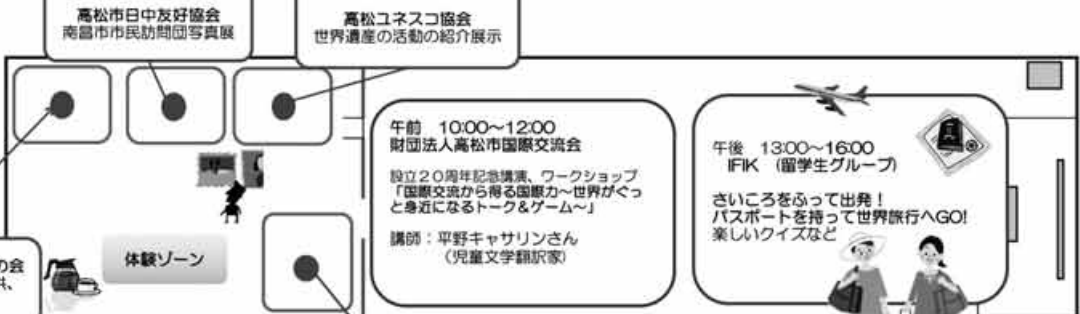 高松市日中友好協会
南昌市市民訪問団写真展
高松ユネスコ協会
世界遺産の活動の紹介展示
午前 10:00～12:00
財団法人高松市国際交流会
設立２０周年記念講演、ワークショップ
「国際交流から得る国際力～世界がぐっ
と身近になるトーク＆ゲーム～」
講師：平野キャサリンさん
（児童文学翻訳家）
午後 13:00～16:00
IFIK （留学生グループ）
さいころをふって出発！
パスポートを持って世界旅行へGO!
楽しいクイズなど
体験ゾーン
の会